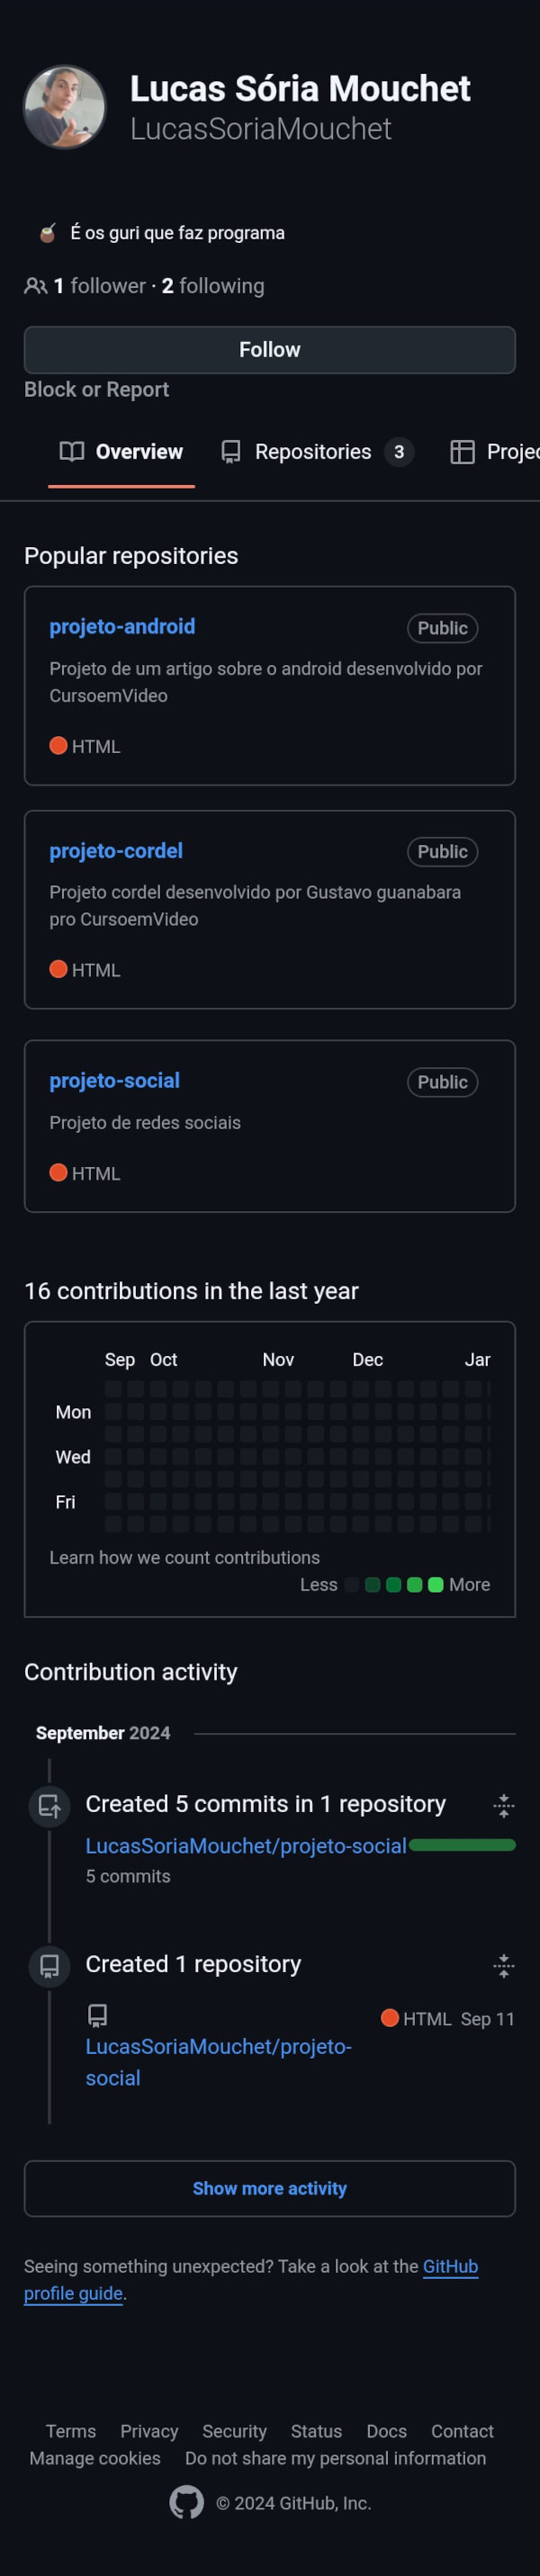 Lucas Sória Mouchet
LucasSoriaMouchet
É os guri que faz programa
1 follower · 2 following
Follow
Block or Report
Overview Repositories 3 Projec
Popular repositories
projeto-android Public
Projeto de um artigo sobre o android desenvolvido por
CursoemVideo
HTML
projeto-cordel Public
Projeto cordel desenvolvido por Gustavo guanabara
pro CursoemVideo
HTML
projeto-social Public
Projeto de redes sociais
HTML
16 contributions in the last year
Sep Oct Nov Dec Jar
Mon
Wed
Fri
Learn how we count contributions
Less More
Contribution activity
September 2024
Created 5 commits in 1 repository
LucasSoriaMouchet/projeto-social
5 commits
Created 1 repository
HTML Sep 11
LucasSoriaMouchet/projeto-
social
Show more activity
Seeing something unexpected? Take a look at the GitHub
profile guide.
Terms Privacy Security Status Docs Contact
Manage cookies Do not share my personal information
© 2024 GitHub, Inc.